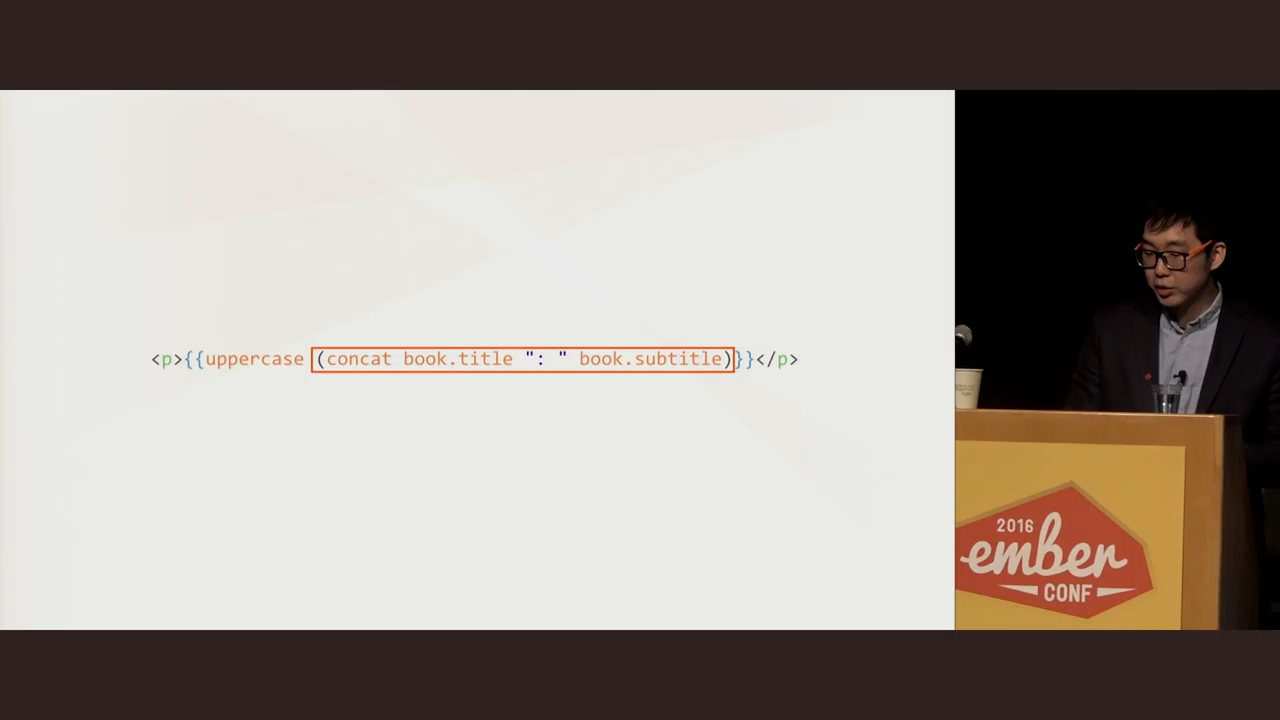 <p>{{uppercase (concat book.title ": " book.subtitle)}}</p>
2016
ember
CONF